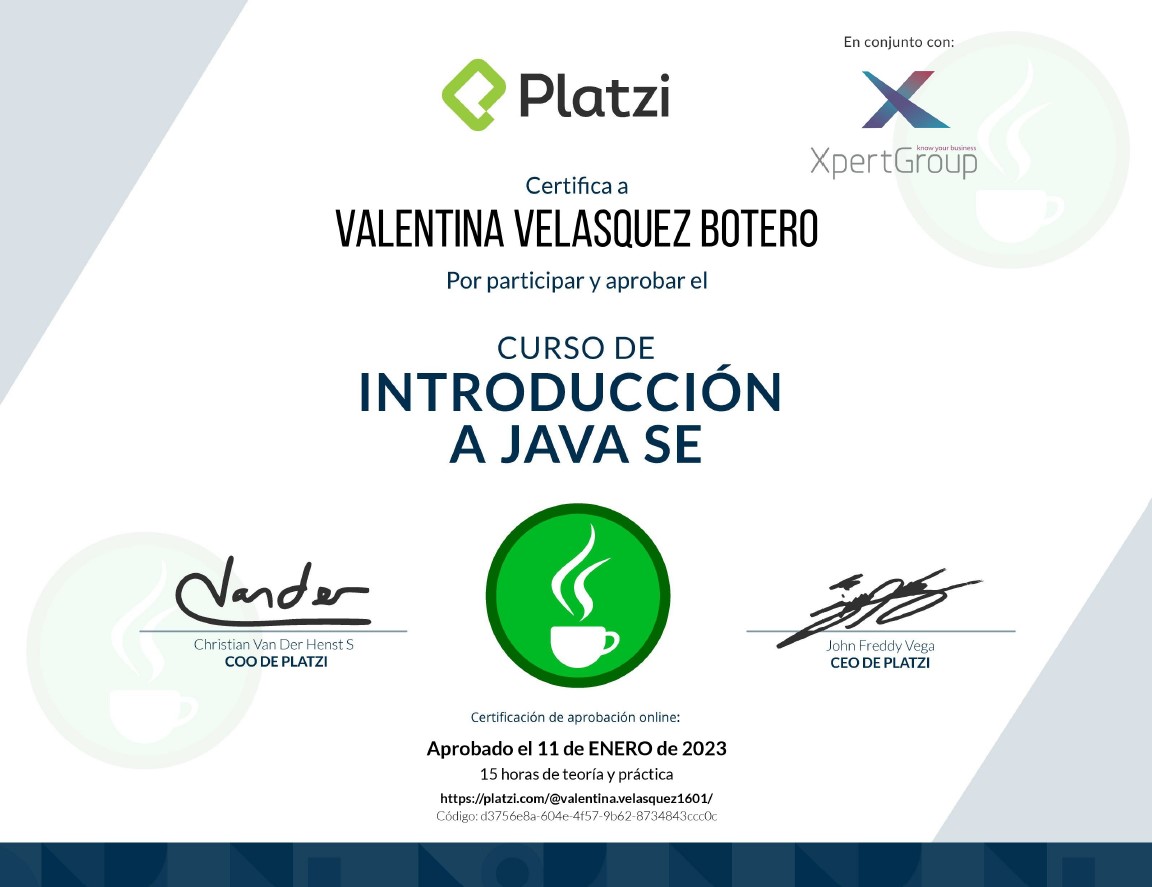 En conjunto con:
Platzi
know your business
XpertGroup
Certifica a
VALENTINA VELASQUEZ BOTERO
Por participar y aprobar el
CURSO DE
INTRODUCCIÓN
A JAVA SE
Vander
Christian Van Der Henst S
COO DE PLATZI
John Freddy Vega
CEO DE PLATZI
Certificación de aprobación online:
Aprobado el 11 de ENERO de 2023
15 horas de teoría y práctica
https://platzi.com/@valentina.velasquez1601/
Código: d3756e8a-604e-4f57-9b62-8734843ccc0c